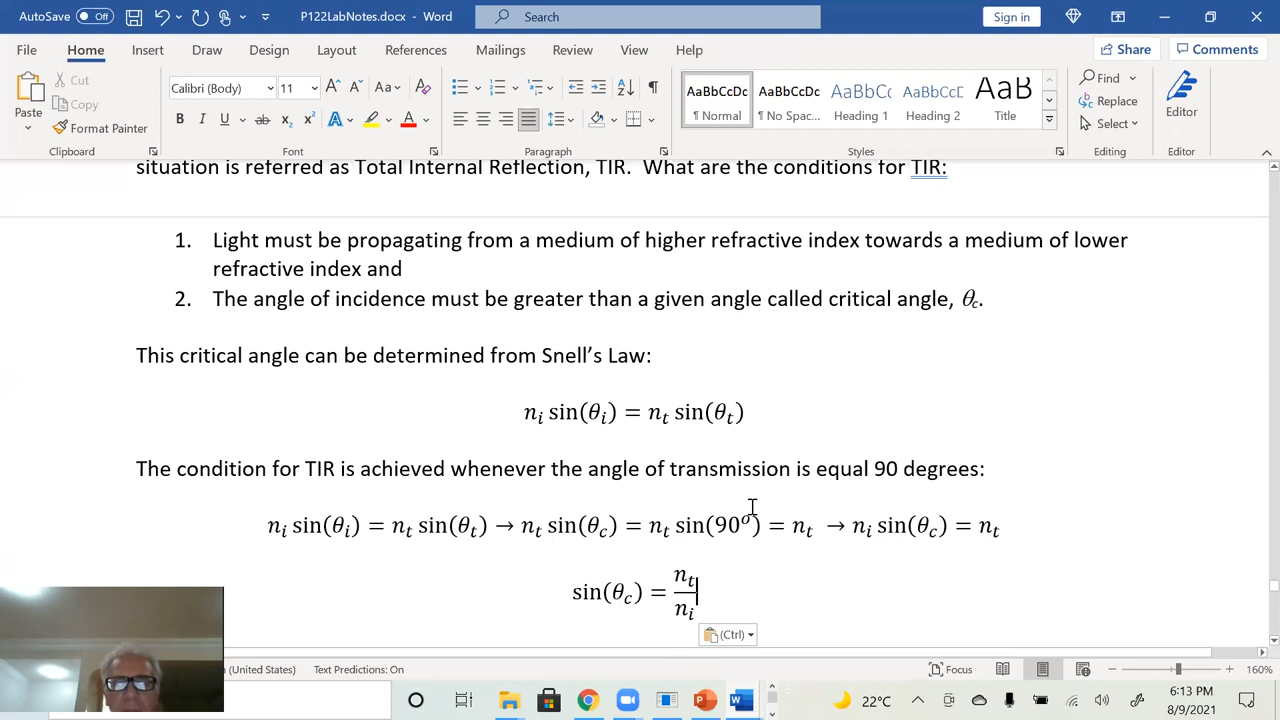 AutoSave Off P122LabNotes.docx - Word Search Sign in
File Home Insert Draw Design Layout References Mailings Review View Help Share Comments
Paste Cut Copy Format Painter Calibri (Body) 11 AaBbCcDc AaBbCcDc AaBbCc AaBbCcD AaB Find Replace Select Editor
¶ Normal ¶ No Spac... Heading 1 Heading 2 Title
Clipboard Font Paragraph Styles Editing Editor
situation is referred as Total Internal Reflection, TIR. What are the conditions for TIR:
1. Light must be propagating from a medium of higher refractive index towards a medium of lower
refractive index and
2. The angle of incidence must be greater than a given angle called critical angle, θc.
This critical angle can be determined from Snell’s Law:
nᵢ sin(θᵢ) = nₜ sin(θₜ)
The condition for TIR is achieved whenever the angle of transmission is equal 90 degrees:
nᵢ sin(θᵢ) = nₜ sin(θₜ) → nₜ sin(θc) = nₜ sin(90ᵒ) = nₜ → nᵢ sin(θc) = nₜ
sin(θc) = nₜ/nᵢ
(Ctrl)
(United States) Text Predictions: On Focus 160%
22°C 6:13 PM
8/9/2021